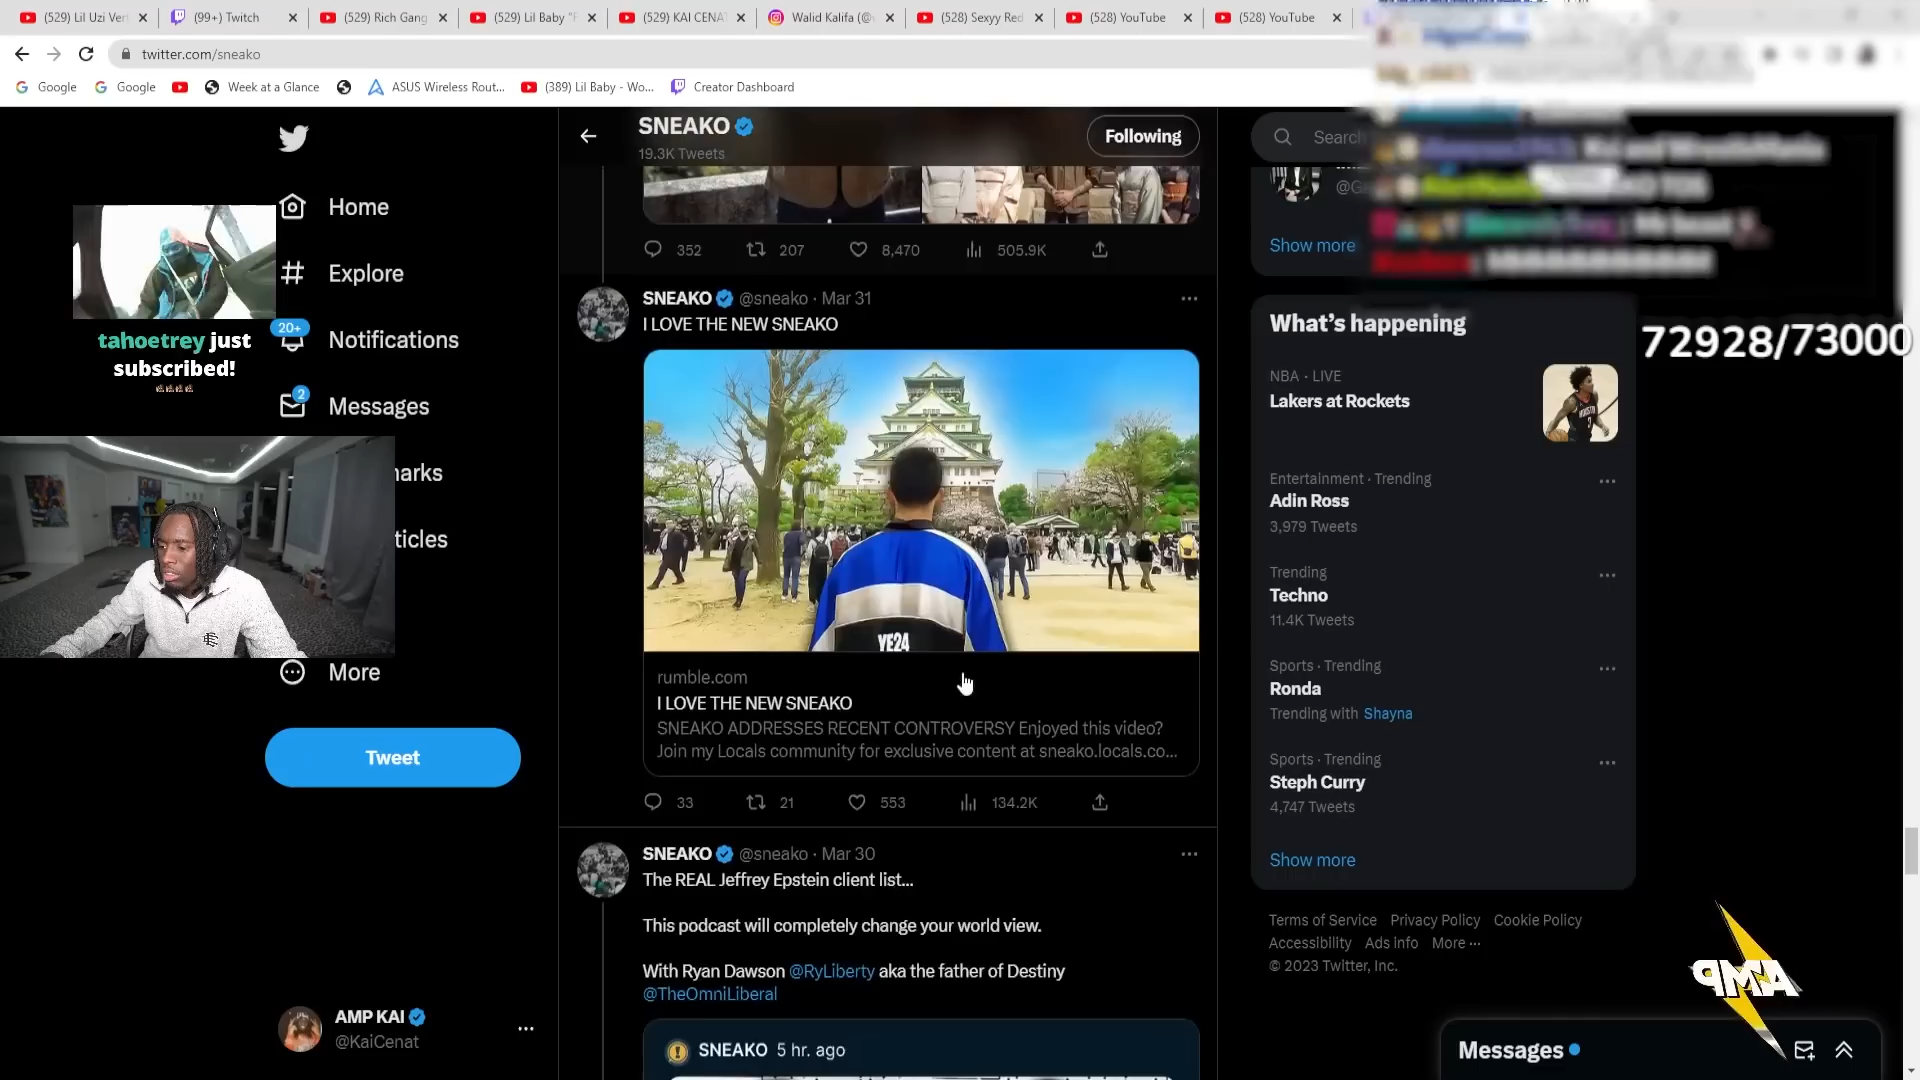 (529) Lil Uzi Ver
(99+) Twitch
(529) Rich Gang
(529) Lil Baby "F
(529) KAI CENA
Walid Kalifa (@
(528) Sexyy Red
(528) YouTube
(528) YouTube
twitter.com/sneako
Google
Google
Week at a Glance
ASUS Wireless Rout...
(389) Lil Baby - Wo...
Creator Dashboard
SNEAKO
19.3K Tweets
Following
Search
Home
Explore
20+
Notifications
2
Messages
arks
ticles
More
Tweet
AMP KAI
@KaiCenat
tahoetrey just
subscribed!
352
207
8,470
505.9K
SNEAKO @sneako · Mar 31
I LOVE THE NEW SNEAKO
YE24
rumble.com
I LOVE THE NEW SNEAKO
SNEAKO ADDRESSES RECENT CONTROVERSY Enjoyed this video?
Join my Locals community for exclusive content at sneako.locals.co...
33
21
553
134.2K
SNEAKO @sneako · Mar 30
The REAL Jeffrey Epstein client list...
This podcast will completely change your world view.
With Ryan Dawson @RyLiberty aka the father of Destiny
@TheOmniLiberal
SNEAKO 5 hr. ago
Show more
72928/73000
What's happening
NBA · LIVE
Lakers at Rockets
Entertainment · Trending
Adin Ross
3,979 Tweets
Trending
Techno
11.4K Tweets
Sports · Trending
Ronda
Trending with Shayna
Sports · Trending
Steph Curry
4,747 Tweets
Show more
Terms of Service Privacy Policy Cookie Policy
Accessibility Ads info More ···
© 2023 Twitter, Inc.
AMP
Messages